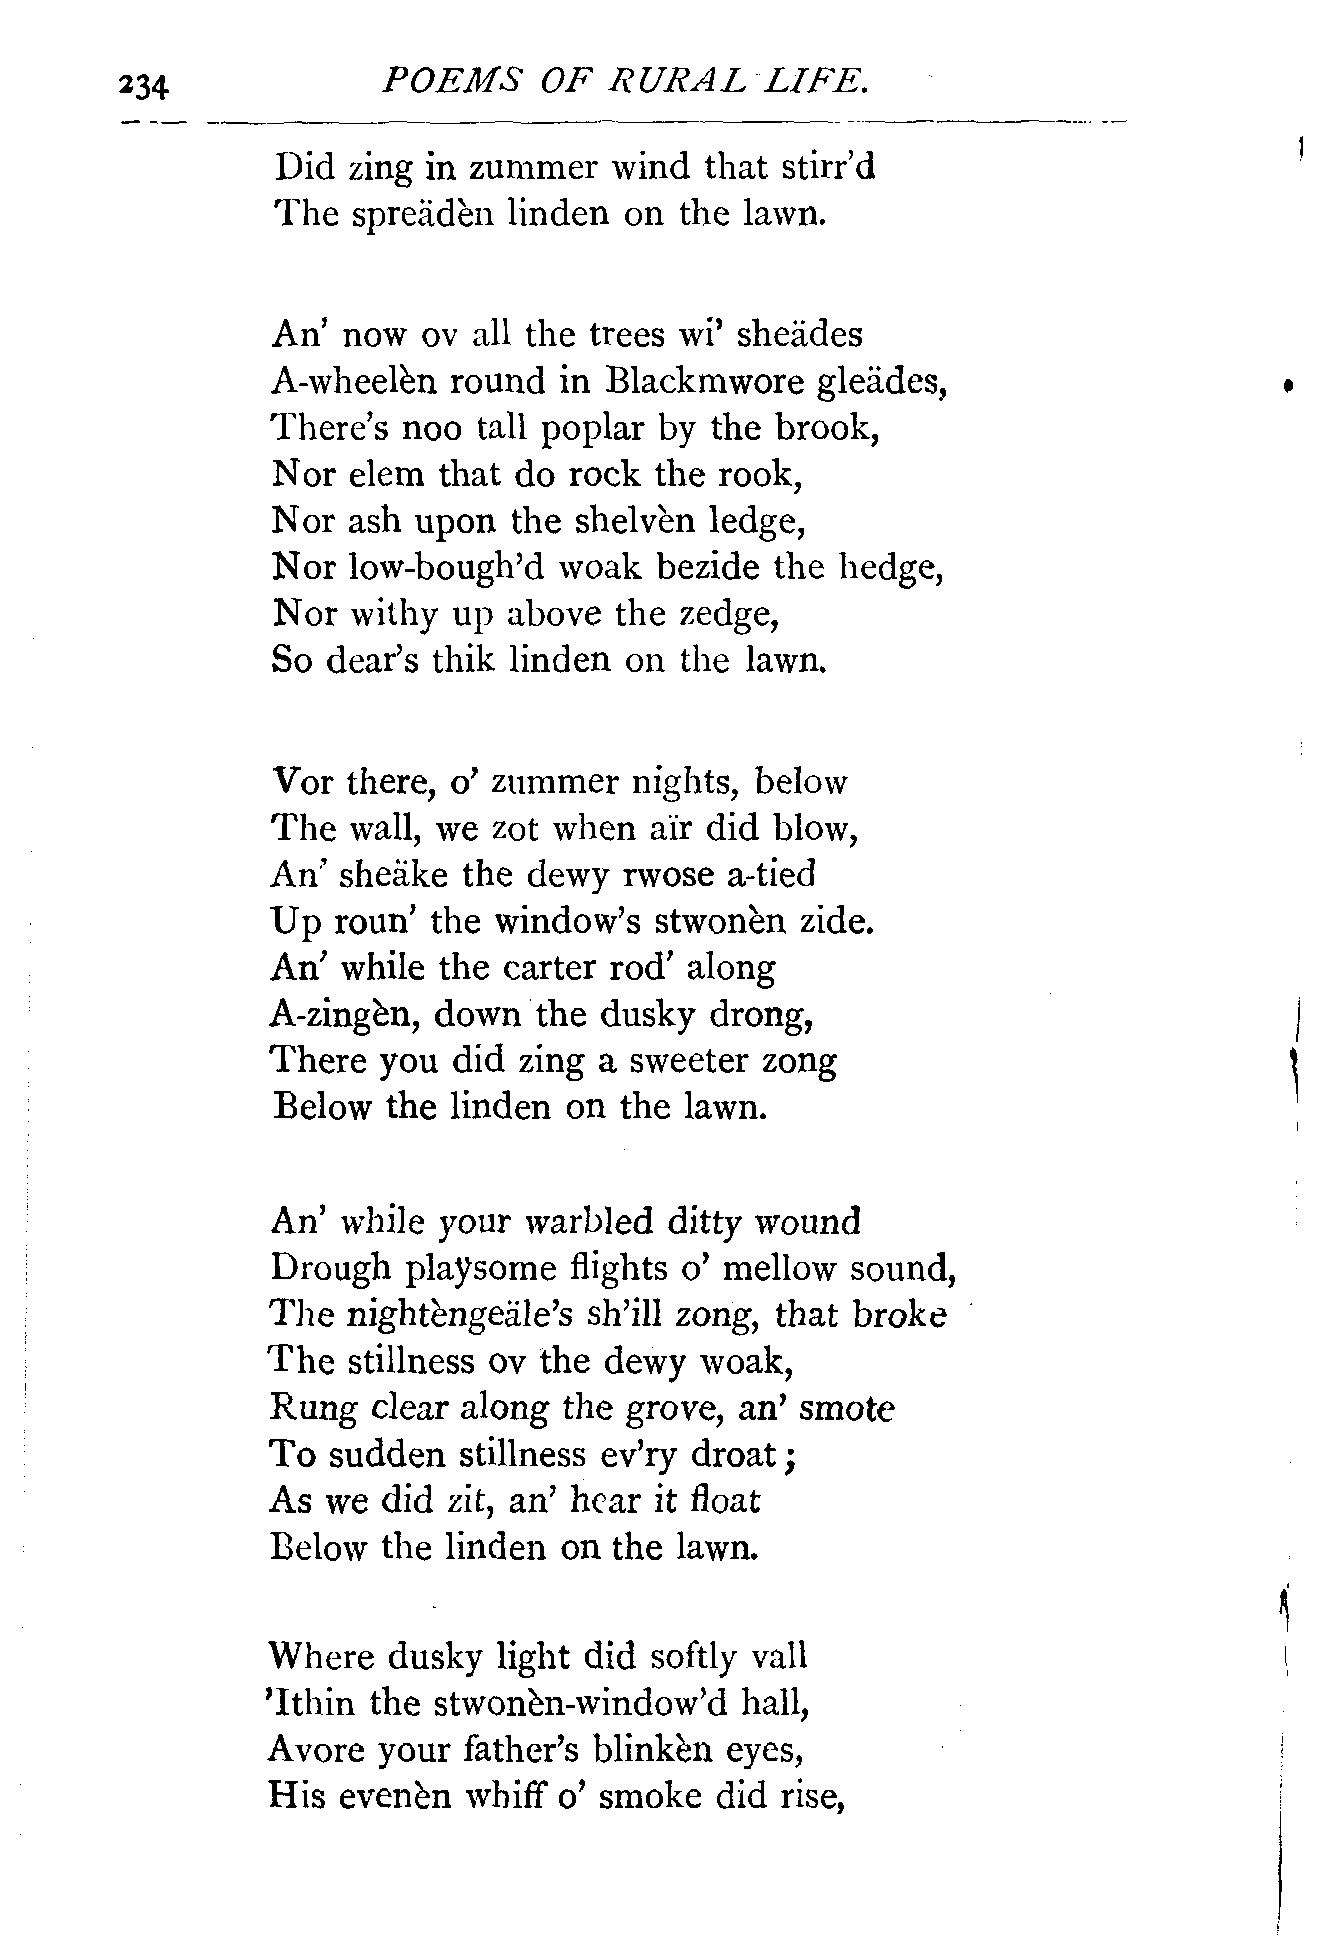 234 POEMS OF RURAL LIFE.
Did zing in zummer wind that stirr’d
The spreädèn linden on the lawn.
An’ now ov all the trees wi’ sheädes
A-wheelèn round in Blackmwore gleädes,
There’s noo tall poplar by the brook,
Nor elem that do rock the rook,
Nor ash upon the shelvèn ledge,
Nor low-bough’d woak bezide the hedge,
Nor withy up above the zedge,
So dear’s thik linden on the lawn.
Vor there, o’ zummer nights, below
The wall, we zot when aïr did blow,
An’ sheäke the dewy rwose a-tied
Up roun’ the window’s stwonèn zide.
An’ while the carter rod’ along
A-zingèn, down the dusky drong,
There you did zing a sweeter zong
Below the linden on the lawn.
An’ while your warbled ditty wound
Drough plaÿsome flights o’ mellow sound,
The nightèngeäle’s sh’ill zong, that broke
The stillness ov the dewy woak,
Rung clear along the grove, an’ smote
To sudden stillness ev’ry droat;
As we did zit, an’ hear it float
Below the linden on the lawn.
Where dusky light did softly vall
’Ithin the stwonèn-window’d hall,
Avore your father’s blinkèn eyes,
His evenèn whiff o’ smoke did rise,